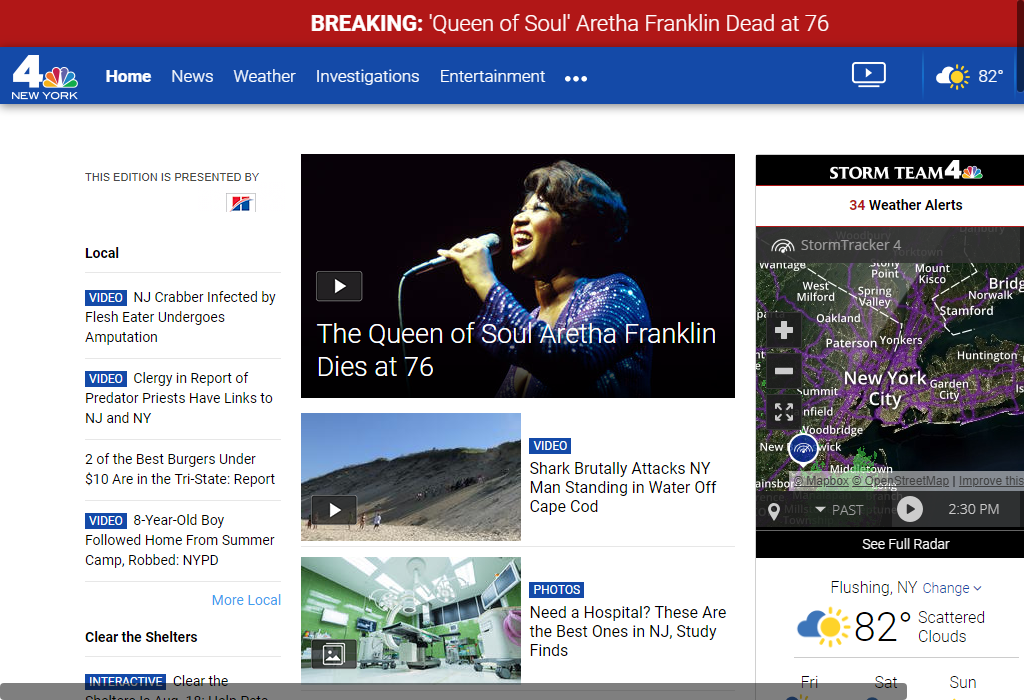 BREAKING: 'Queen of Soul' Aretha Franklin Dead at 76
4
NEW YORK
Home News Weather Investigations Entertainment •••
82°
THIS EDITION IS PRESENTED BY
Local
VIDEO NJ Crabber Infected by
Flesh Eater Undergoes
Amputation
VIDEO Clergy in Report of
Predator Priests Have Links to
NJ and NY
2 of the Best Burgers Under
$10 Are in the Tri-State: Report
VIDEO 8-Year-Old Boy
Followed Home From Summer
Camp, Robbed: NYPD
More Local
Clear the Shelters
INTERACTIVE Clear the
Shelters Is Aug. 18: Help Pets
The Queen of Soul Aretha Franklin
Dies at 76
VIDEO
Shark Brutally Attacks NY
Man Standing in Water Off
Cape Cod
PHOTOS
Need a Hospital? These Are
the Best Ones in NJ, Study
Finds
STORM TEAM 4
34 Weather Alerts
Woodbury
Danbury
StormTracker 4
Yorktown
Wantage
Stony
Point
Mount
Kisco
West
Milford
Spring
Valley
Norwalk
Stamford
Oakland
Paterson
Yonkers
Huntington
New York
City
Garden
City
Summit
Woodbridge
Middletown
© Mapbox © OpenStreetMap | Improve this
PAST
2:30 PM
See Full Radar
Flushing, NY Change
82° Scattered
Clouds
Fri Sat Sun